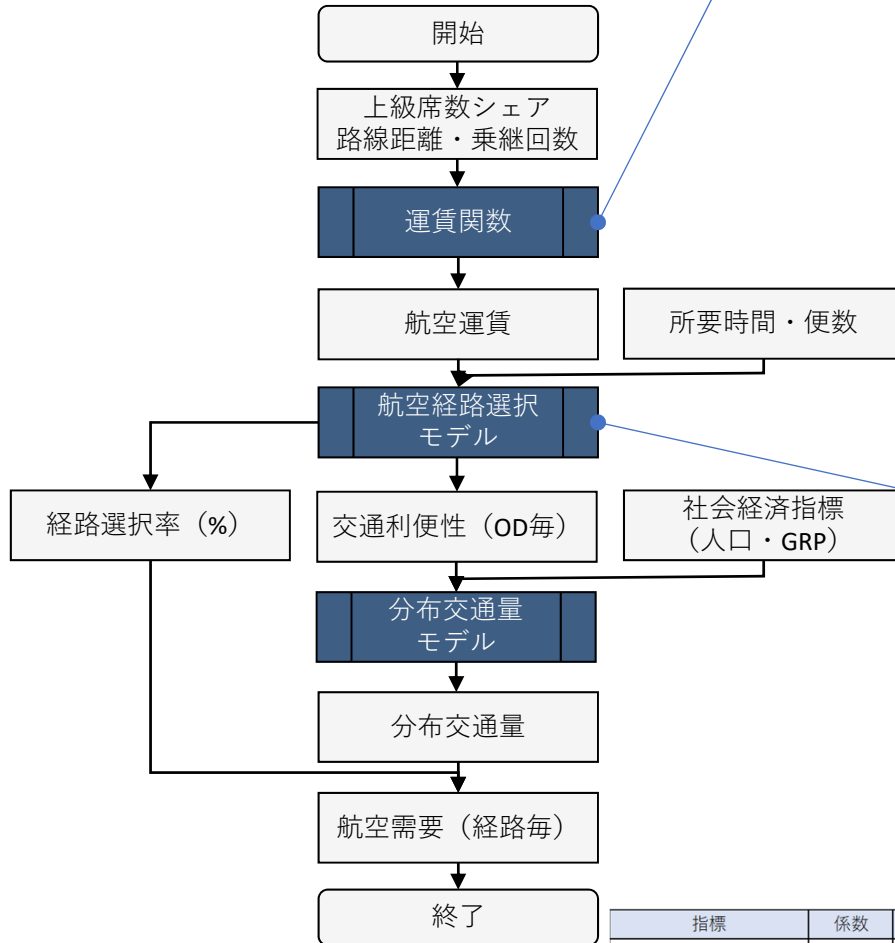 開始
上級席数シェア
路線距離・乗継回数
運賃関数
航空運賃
所要時間・便数
航空経路選択
モデル
経路選択率（%）
交通利便性（OD毎）
社会経済指標
（人口・GRP）
分布交通量
モデル
分布交通量
航空需要（経路毎）
終了
指標
係数